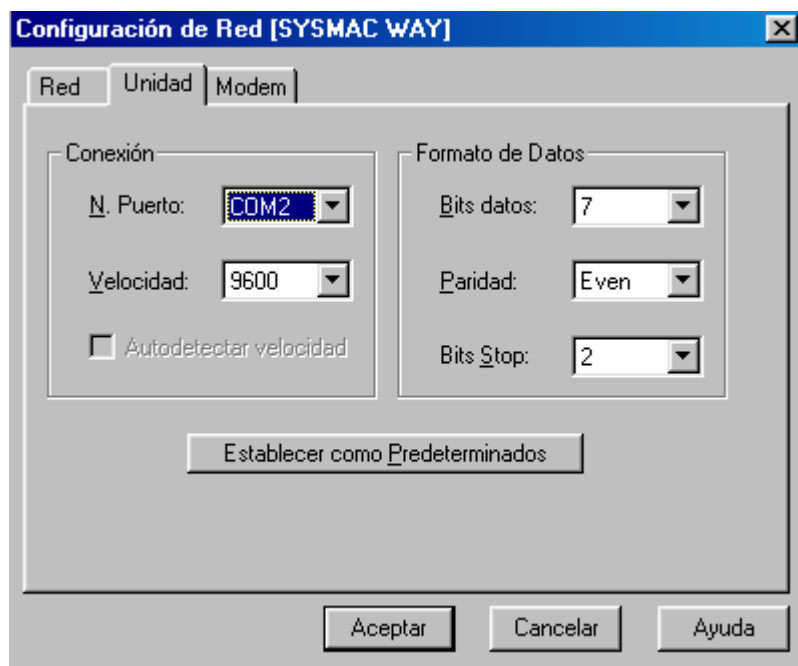 Configuración de Red [SYSMAC WAY]
Red Unidad Modem
Conexión
N. Puerto: COM2
Velocidad: 9600
Autodetectar velocidad
Formato de Datos
Bits datos: 7
Paridad: Even
Bits Stop: 2
Establecer como Predeterminados
Aceptar Cancelar Ayuda